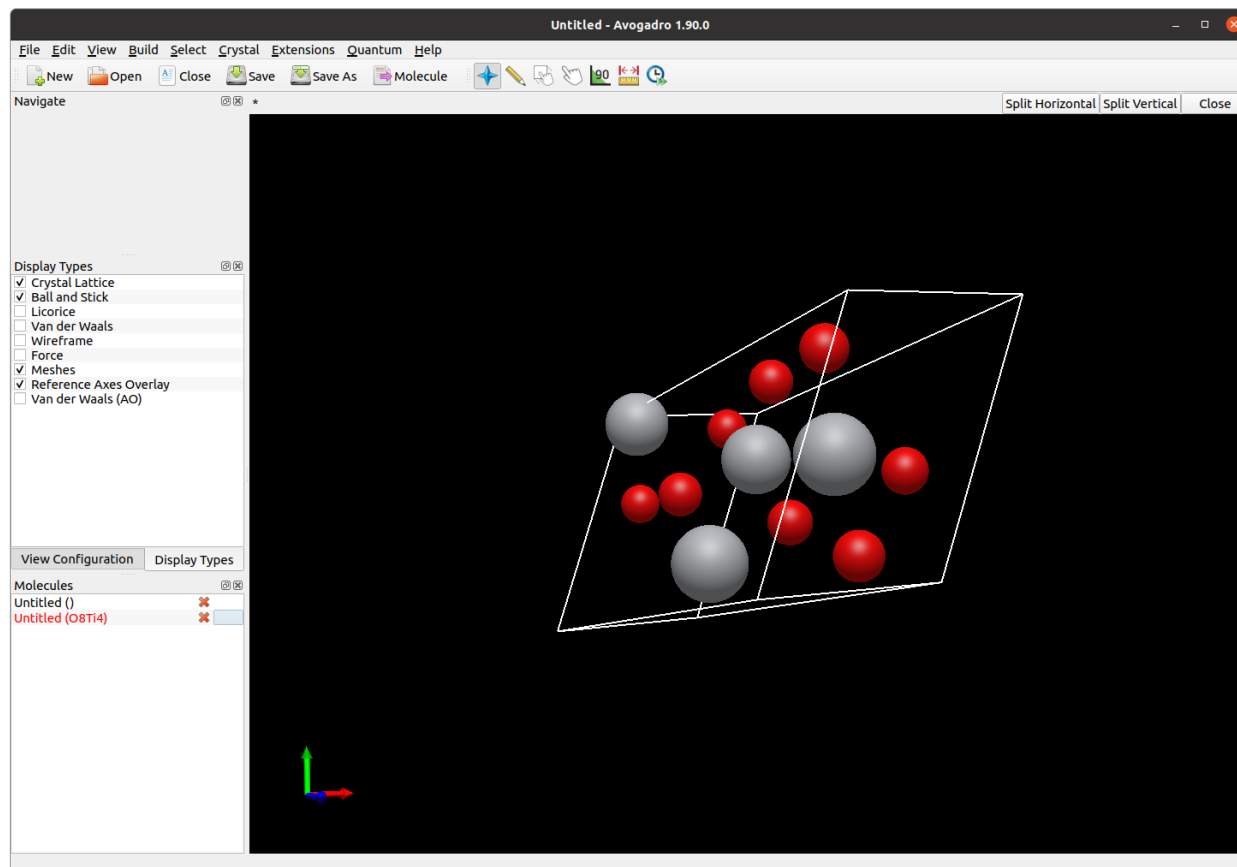 Untitled - Avogadro 1.90.0
File Edit View Build Select Crystal Extensions Quantum Help
New Open Close Save Save As Molecule 90
Navigate * Split Horizontal Split Vertical Close
Display Types
Crystal Lattice
Ball and Stick
Licorice
Van der Waals
Wireframe
Force
Meshes
Reference Axes Overlay
Van der Waals (AO)
View Configuration Display Types
Molecules
Untitled ()
Untitled (O8Ti4)